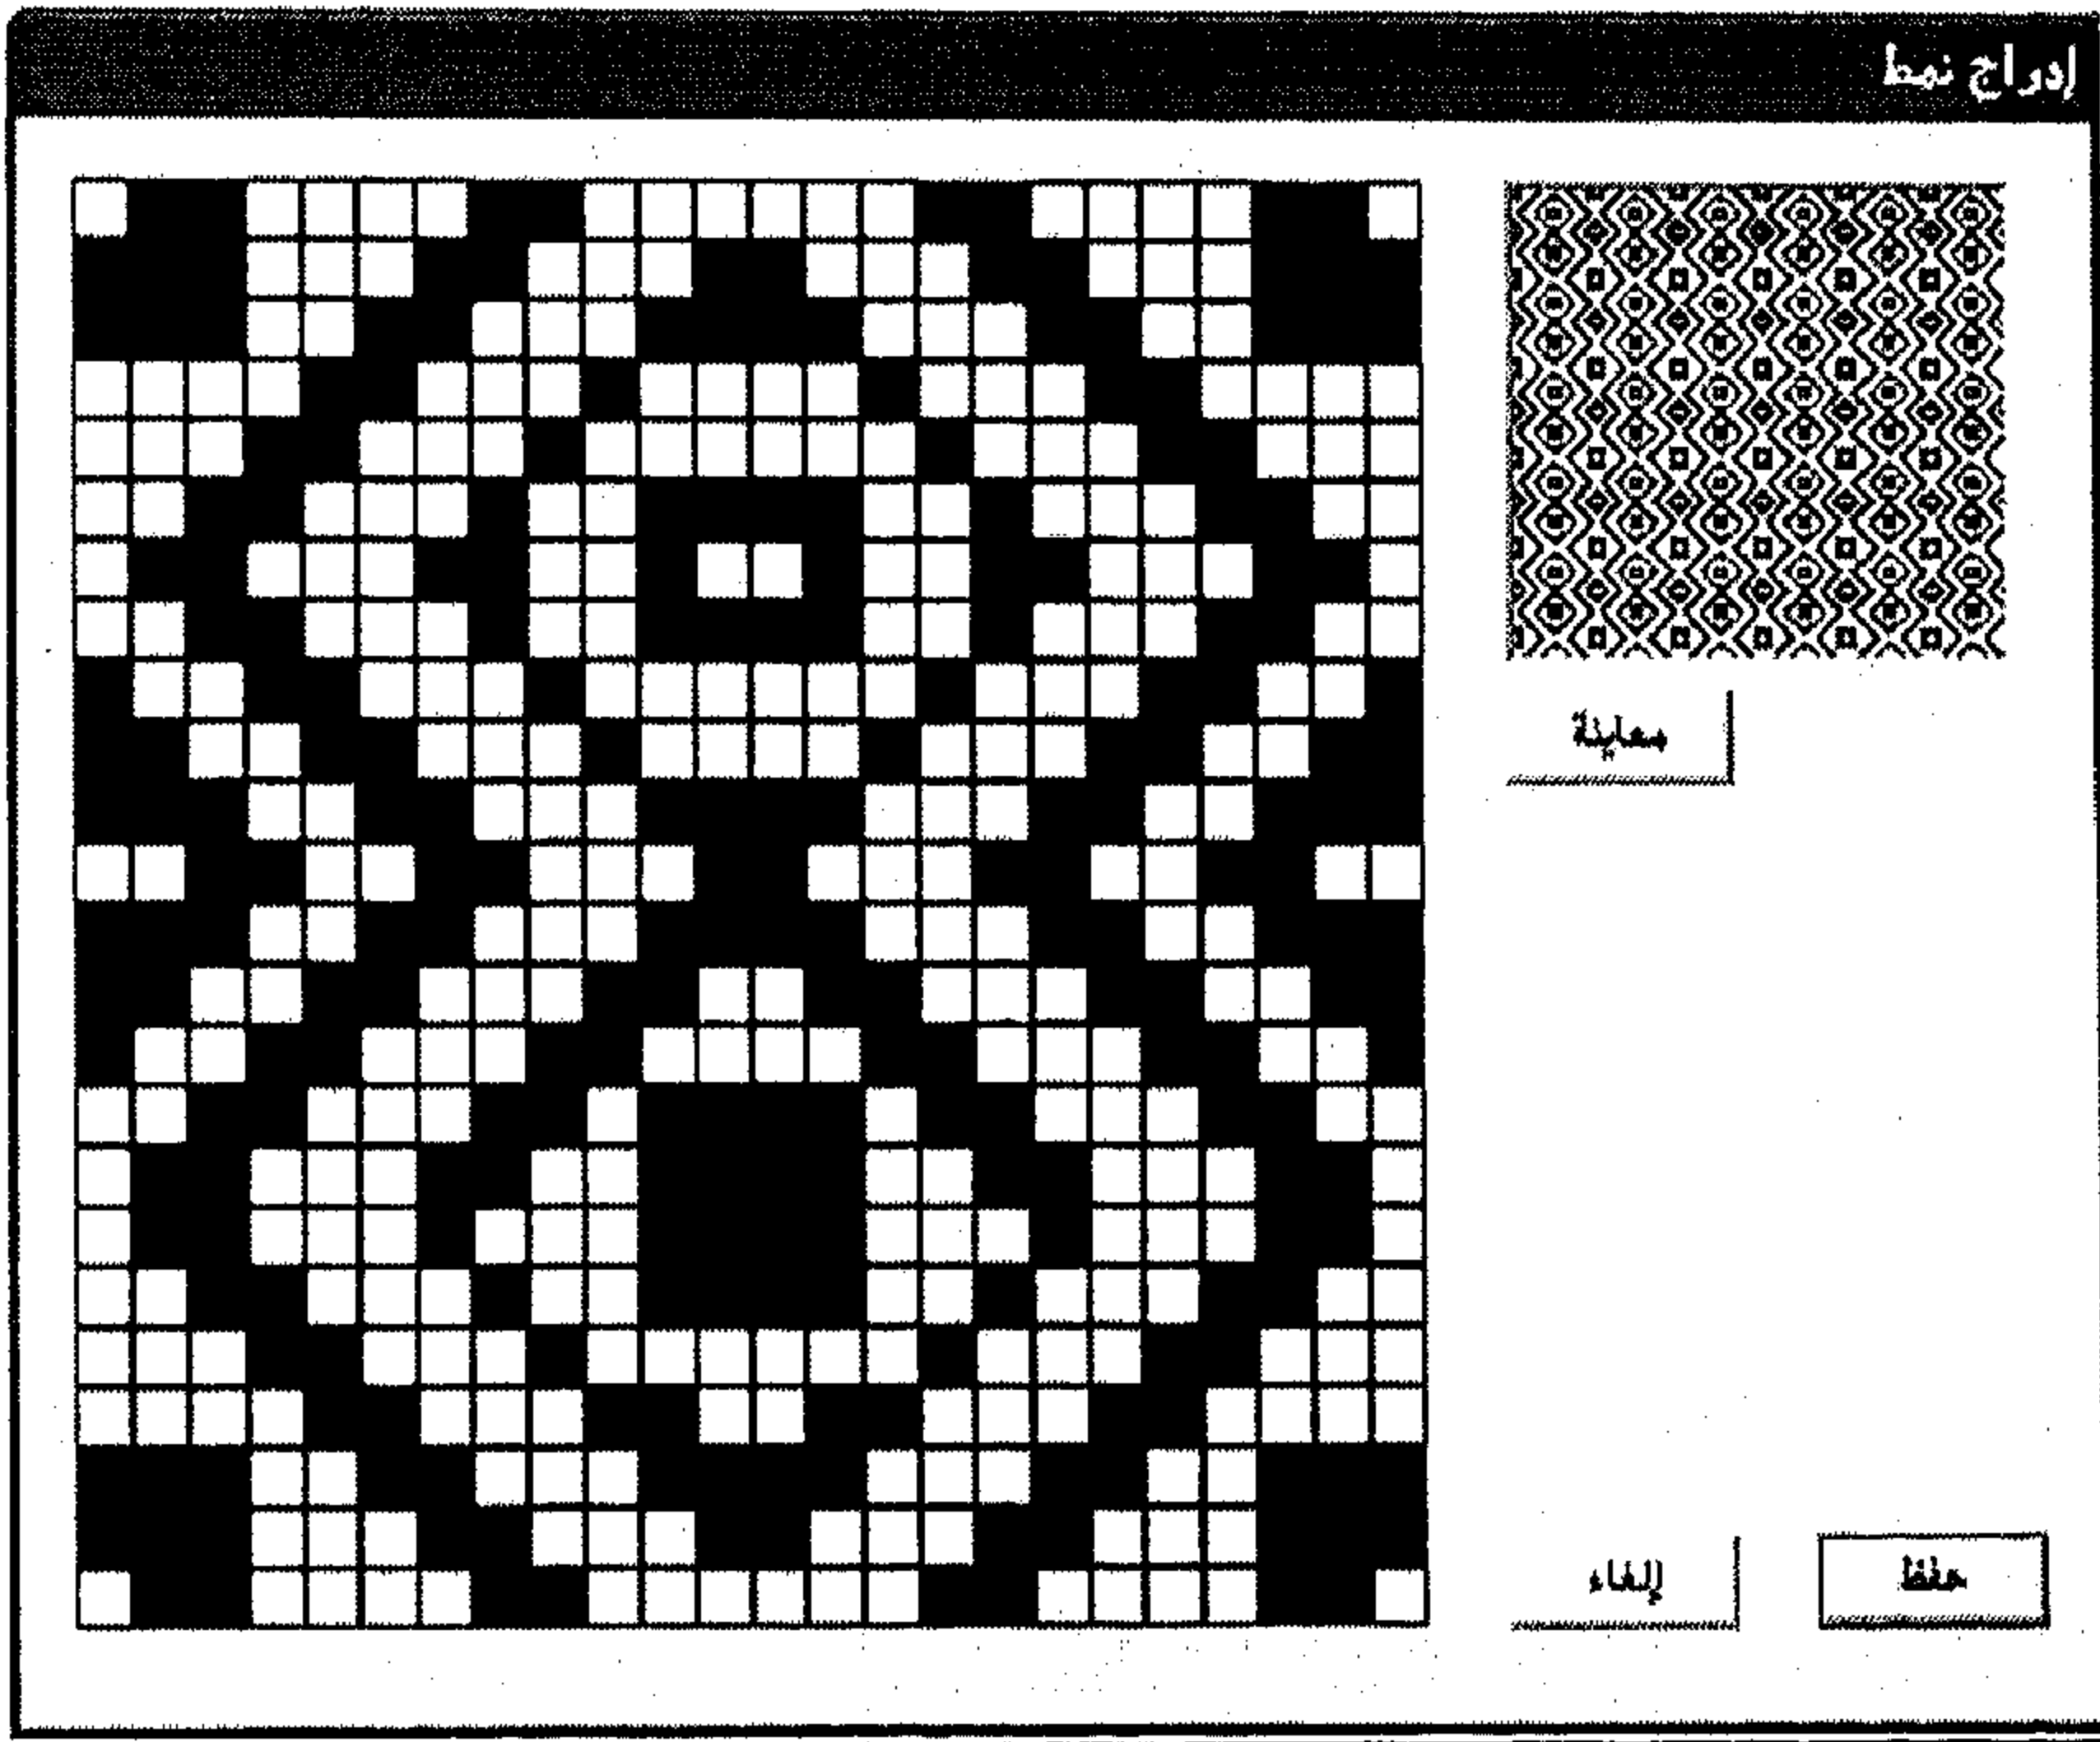 إدراج نمط
معاينة
حفظ
إلغاء